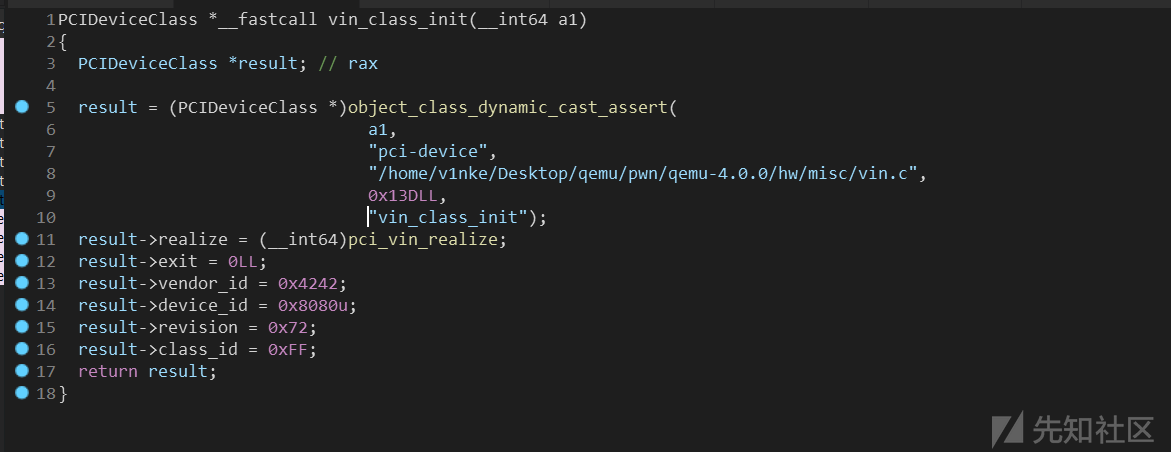 1 PCIDeviceClass *__fastcall vin_class_init(__int64 a1)
2 {
3 PCIDeviceClass *result; // rax
4
5 result = (PCIDeviceClass *)object_class_dynamic_cast_assert(
6 a1,
7 "pci-device",
8 "/home/v1nke/Desktop/qemu/pwn/qemu-4.0.0/hw/misc/vin.c",
9 0x13DLL,
10 "vin_class_init");
11 result->realize = (__int64)pci_vin_realize;
12 result->exit = 0LL;
13 result->vendor_id = 0x4242;
14 result->device_id = 0x8080u;
15 result->revision = 0x72;
16 result->class_id = 0xFF;
17 return result;
18 }
先知社区